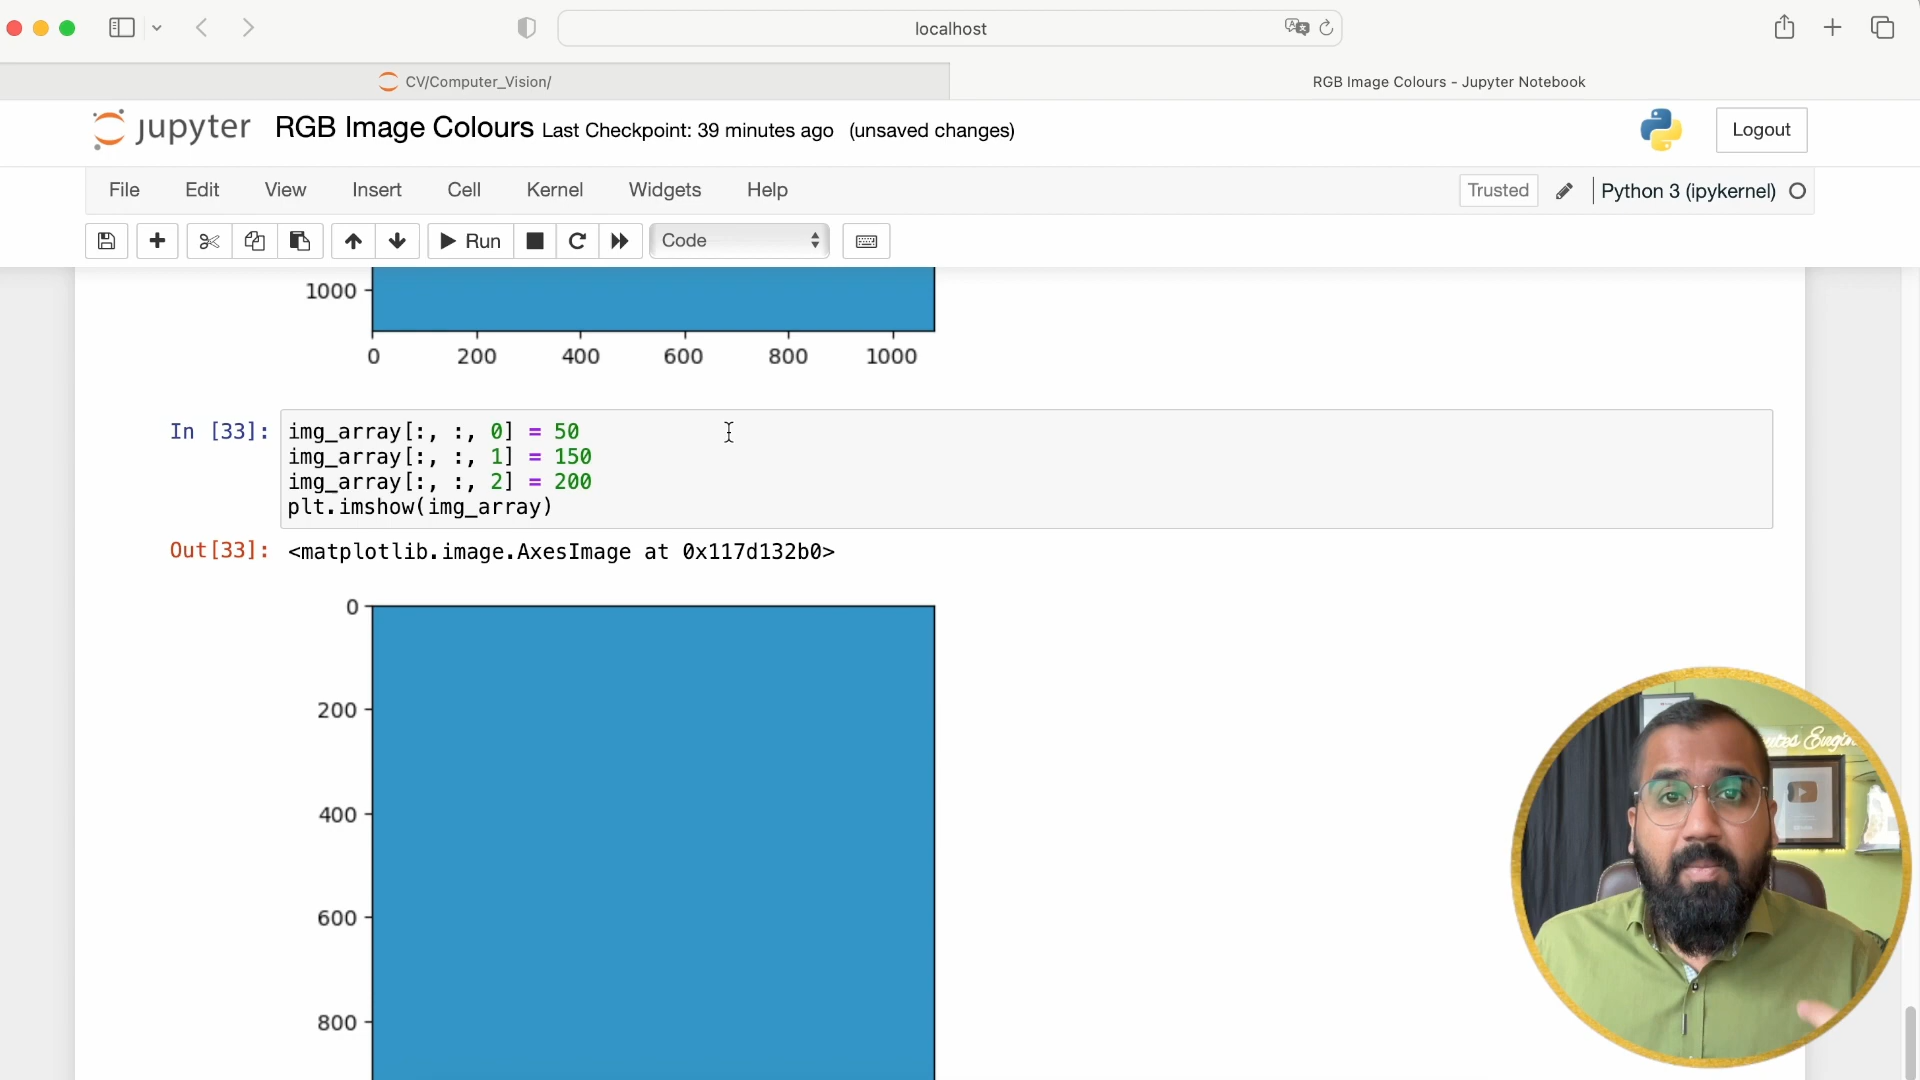 localhost
CV/Computer_Vision/
RGB Image Colours - Jupyter Notebook
jupyter RGB Image Colours Last Checkpoint: 39 minutes ago (unsaved changes)
Logout
File Edit View Insert Cell Kernel Widgets Help
Trusted Python 3 (ipykernel)
Run Code
1000
0 200 400 600 800 1000
In [33]: img_array[:, :, 0] = 50
img_array[:, :, 1] = 150
img_array[:, :, 2] = 200
plt.imshow(img_array)
Out[33]: <matplotlib.image.AxesImage at 0x117d132b0>
0
200
400
600
800